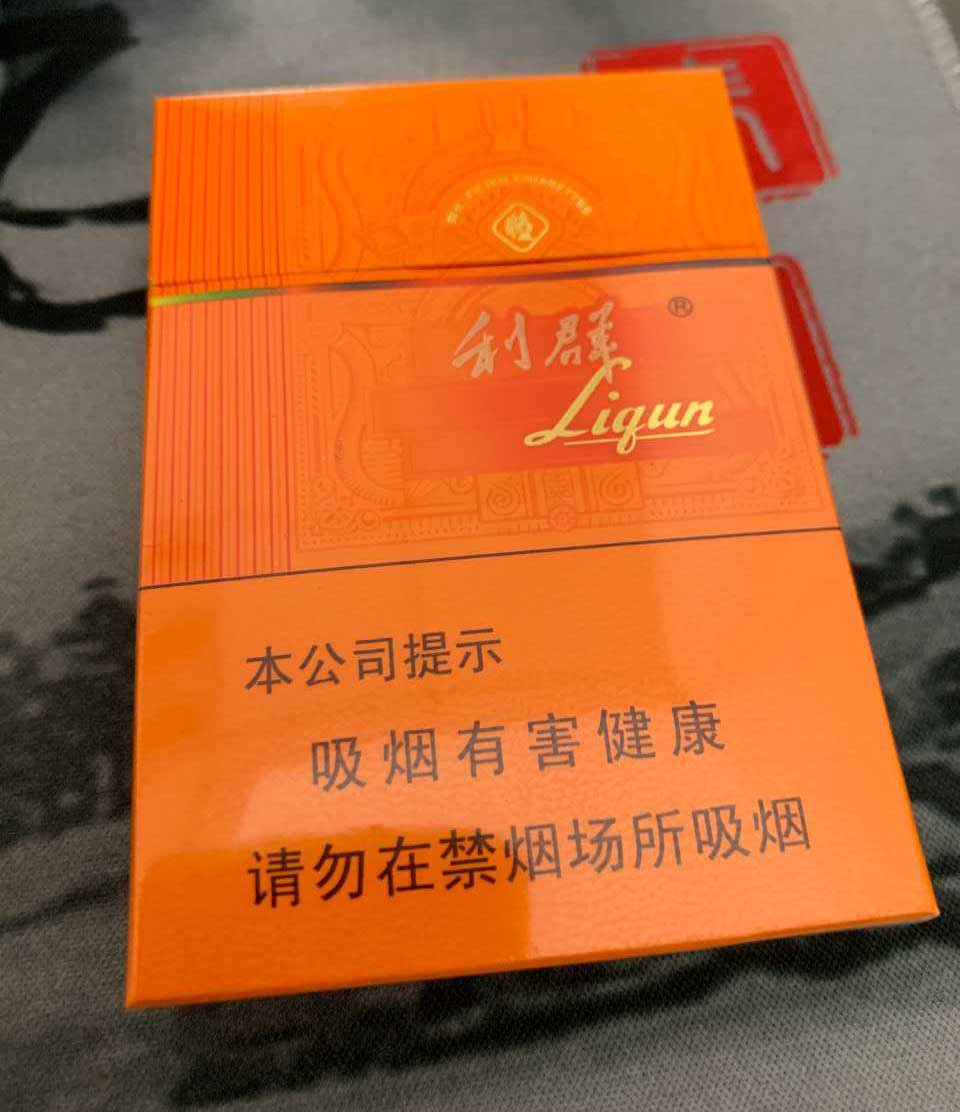 利群
®
Liqun
本公司提示
吸烟有害健康
请勿在禁烟场所吸烟